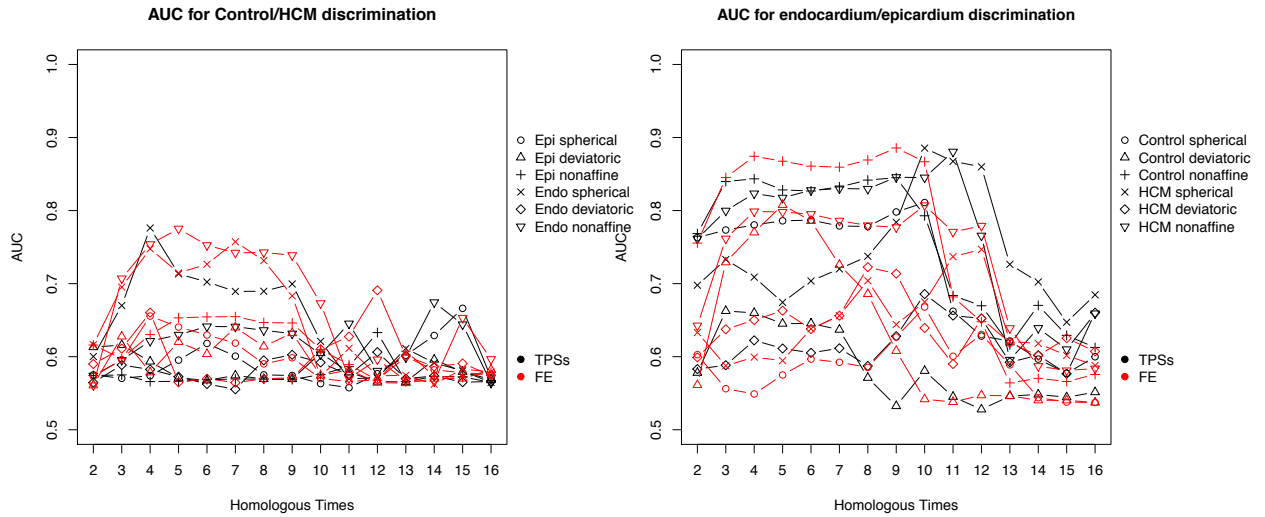 AUC for Control/HCM discrimination
AUC
1.0
0.9
0.8
0.7
0.6
0.5
2 3 4 5 6 7 8 9 10 11 12 13 14 15 16
Homologous Times
Epi spherical
Epi deviatoric
Epi nonaffine
Endo spherical
Endo deviatoric
Endo nonaffine
TPSs
FE
AUC for endocardium/epicardium discrimination
AUC
1.0
0.9
0.8
0.7
0.6
0.5
2 3 4 5 6 7 8 9 10 11 12 13 14 15 16
Homologous Times
Control spherical
Control deviatoric
Control nonaffine
HCM spherical
HCM deviatoric
HCM nonaffine
TPSs
FE